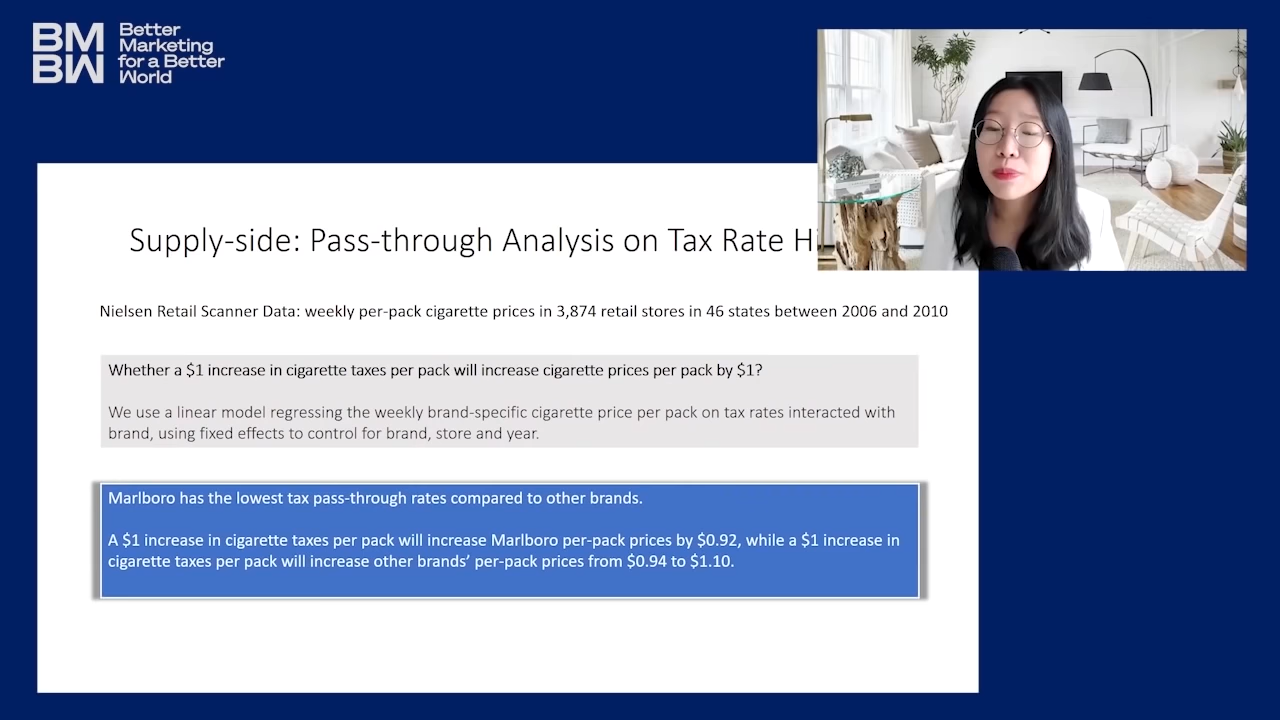 BM
BW
Better
Marketing
for a Better
World
Supply-side: Pass-through Analysis on Tax Rate
Nielsen Retail Scanner Data: weekly per-pack cigarette prices in 3,874 retail stores in 46 states between 2006 and 2010
Whether a $1 increase in cigarette taxes per pack will increase cigarette prices per pack by $1?
We use a linear model regressing the weekly brand-specific cigarette price per pack on tax rates interacted with
brand, using fixed effects to control for brand, store and year.
Marlboro has the lowest tax pass-through rates compared to other brands.
A $1 increase in cigarette taxes per pack will increase Marlboro per-pack prices by $0.92, while a $1 increase in
cigarette taxes per pack will increase other brands’ per-pack prices from $0.94 to $1.10.